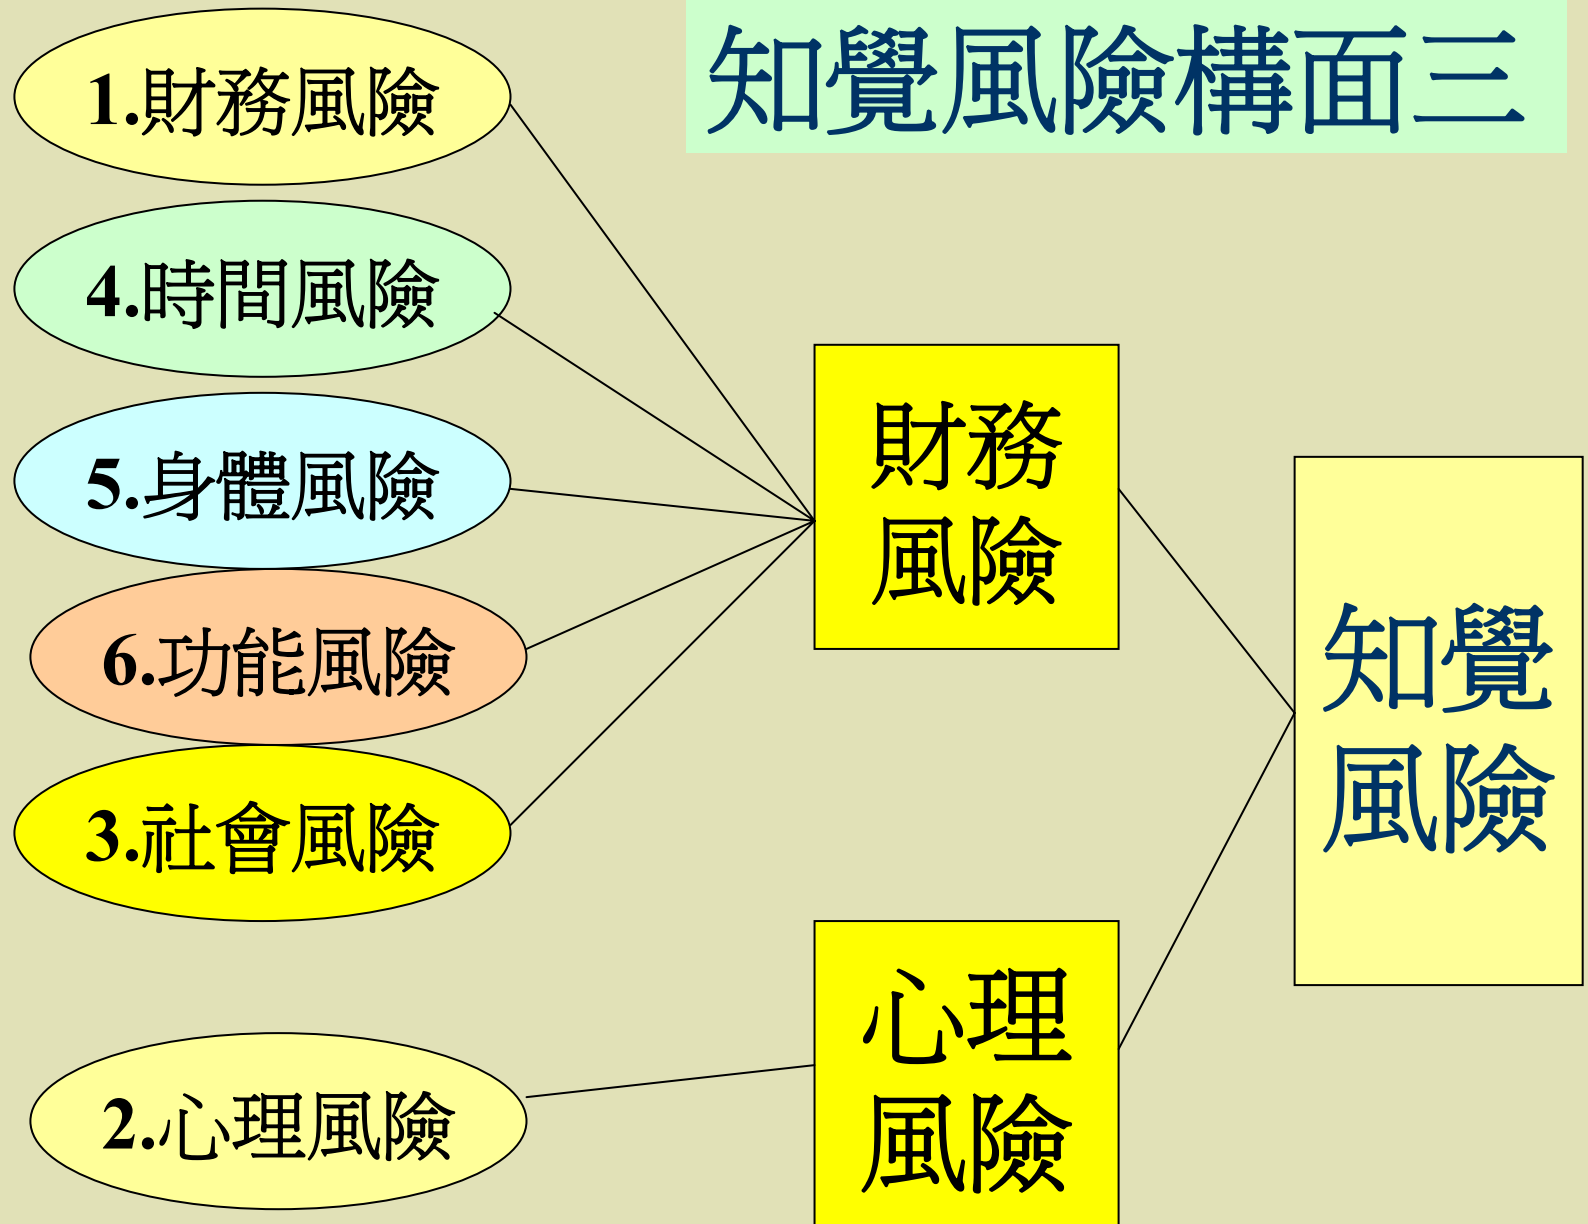 知覺風險構面三
1.財務風險
4.時間風險
5.身體風險
6.功能風險
3.社會風險
2.心理風險
財務
風險
心理
風險
知覺
風險